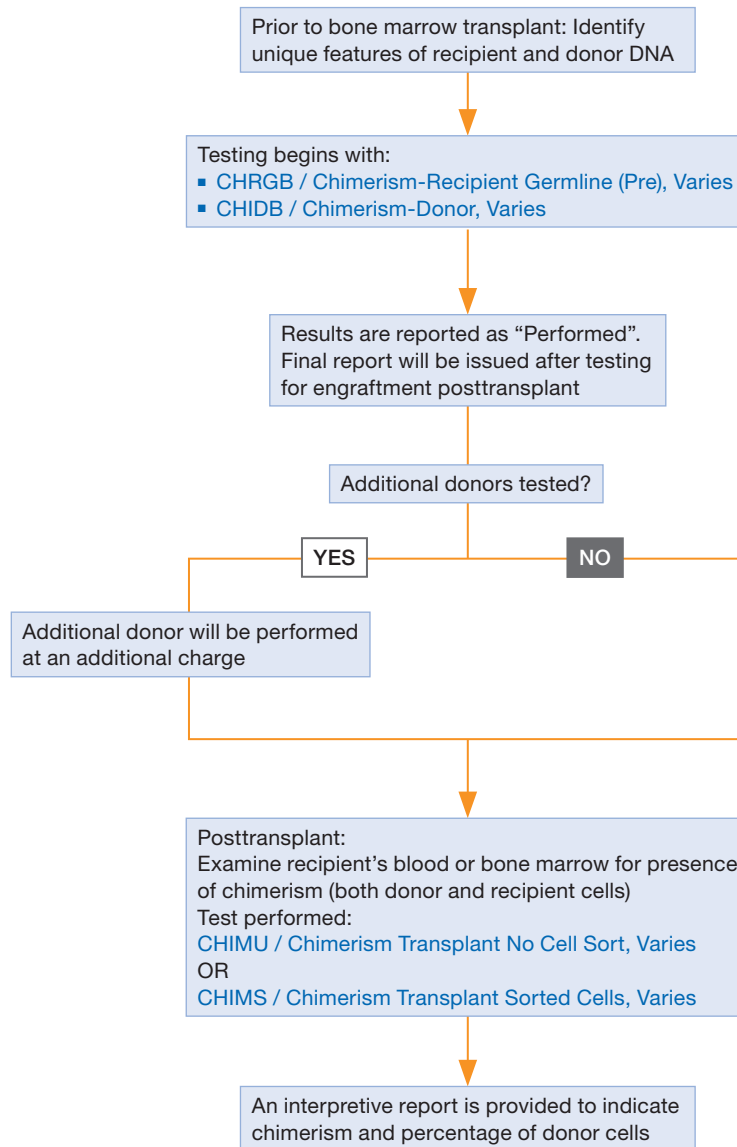 Prior to bone marrow transplant: Identify
unique features of recipient and donor DNA
Testing begins with:
▪ CHRGB / Chimerism-Recipient Germline (Pre), Varies
▪ CHIDB / Chimerism-Donor, Varies
Results are reported as “Performed”.
Final report will be issued after testing
for engraftment posttransplant
Additional donors tested?
YES
NO
Additional donor will be performed
at an additional charge
Posttransplant:
Examine recipient’s blood or bone marrow for presence
of chimerism (both donor and recipient cells)
Test performed:
CHIMU / Chimerism Transplant No Cell Sort, Varies
OR
CHIMS / Chimerism Transplant Sorted Cells, Varies
An interpretive report is provided to indicate
chimerism and percentage of donor cells